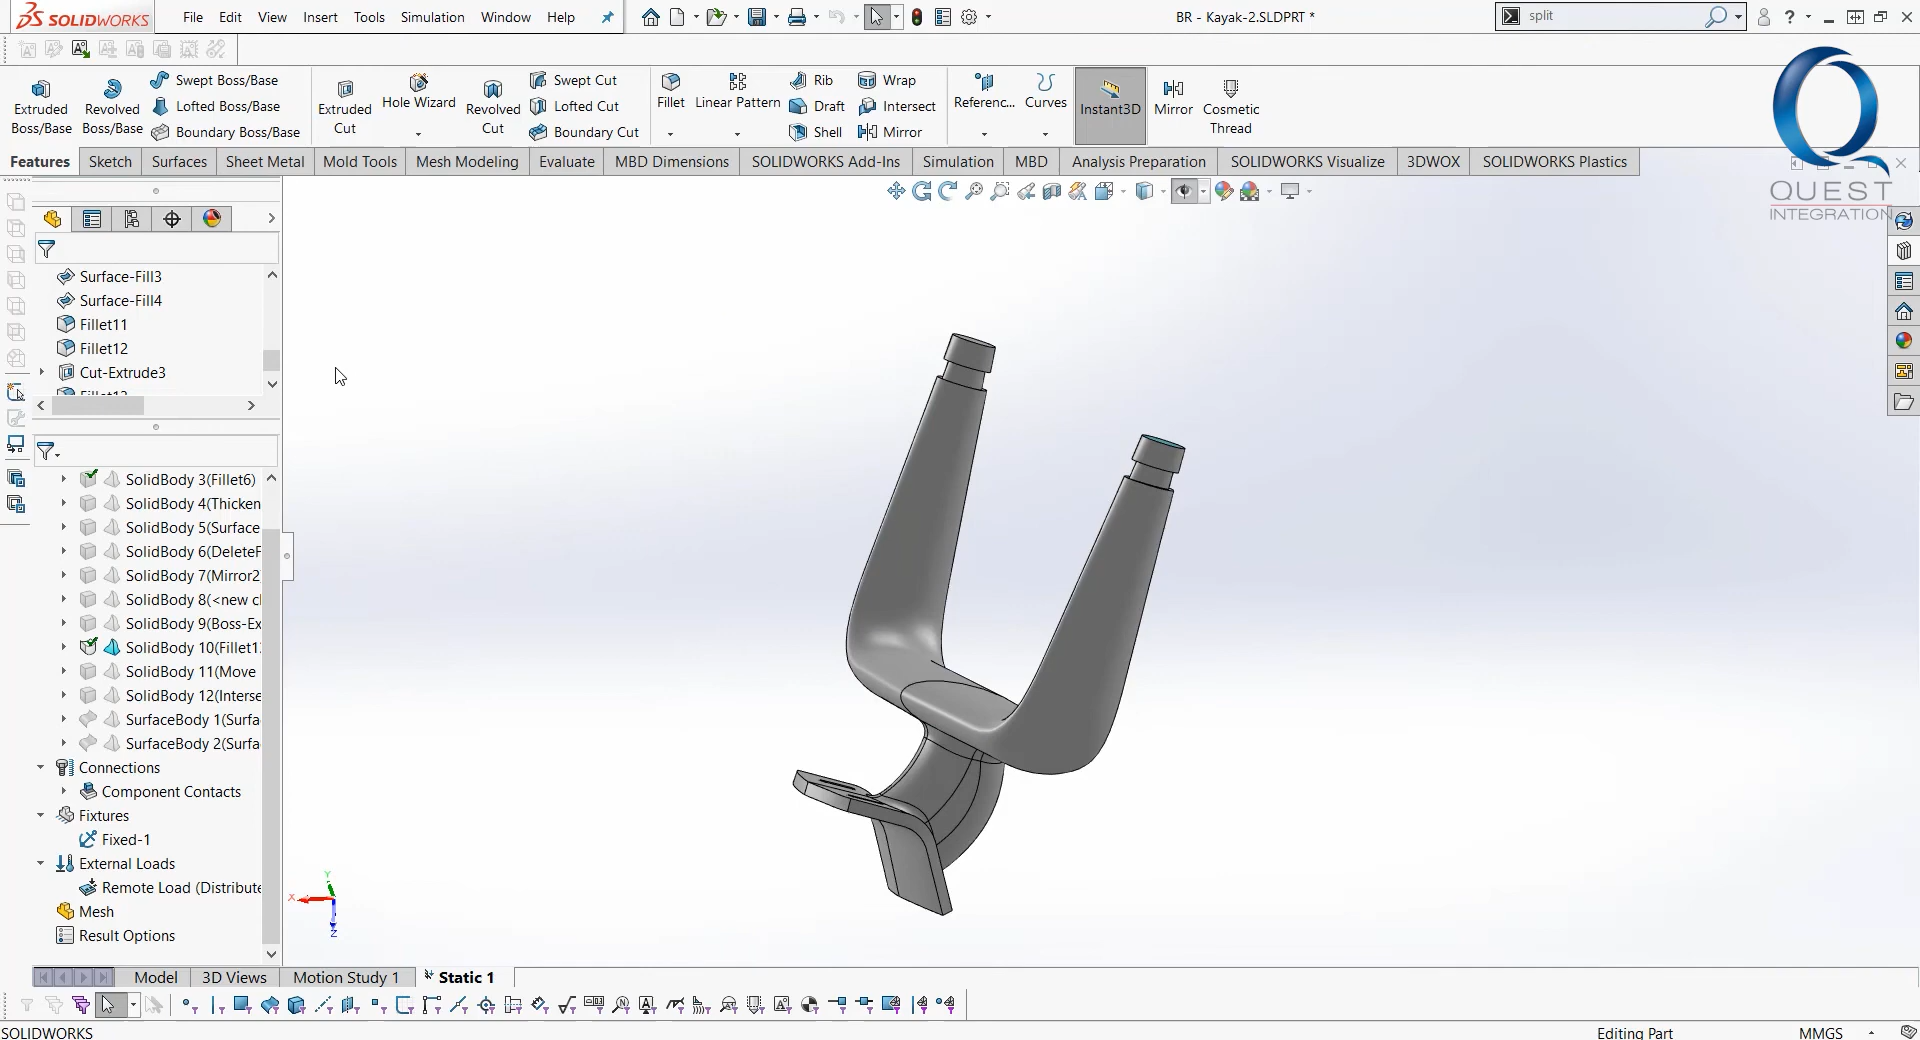 SOLIDWORKS
File Edit View Insert Tools Simulation Window Help
BR - Kayak-2.SLDPRT *
split
?
Extruded Boss/Base
Revolved Boss/Base
Swept Boss/Base
Lofted Boss/Base
Boundary Boss/Base
Extruded Cut
Hole Wizard
Revolved Cut
Swept Cut
Lofted Cut
Boundary Cut
Fillet
Linear Pattern
Rib
Draft
Shell
Wrap
Intersect
Mirror
Referenc...
Curves
Instant3D
Mirror
Cosmetic Thread
Features Sketch Surfaces Sheet Metal Mold Tools Mesh Modeling Evaluate MBD Dimensions SOLIDWORKS Add-Ins Simulation MBD Analysis Preparation SOLIDWORKS Visualize 3DWOX SOLIDWORKS Plastics
QUEST
INTEGRATION
Surface-Fill3
Surface-Fill4
Fillet11
Fillet12
Cut-Extrude3
Fillet13
SolidBody 3(Fillet6)
SolidBody 4(Thicken
SolidBody 5(Surface
SolidBody 6(DeleteF
SolidBody 7(Mirror2
SolidBody 8(<new cl
SolidBody 9(Boss-Ex
SolidBody 10(Fillet1
SolidBody 11(Move
SolidBody 12(Interse
SurfaceBody 1(Surfa
SurfaceBody 2(Surfa
Connections
Component Contacts
Fixtures
Fixed-1
External Loads
Remote Load (Distribute
Mesh
Result Options
Y
X
Z
Model 3D Views Motion Study 1 Static 1
SOLIDWORKS
Editing Part
MMGS